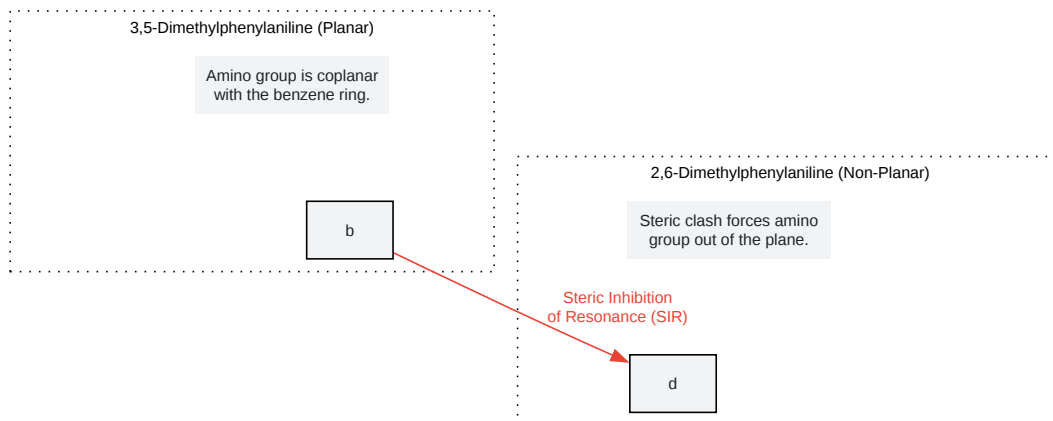 3,5-Dimethylphenylaniline (Planar)
Amino group is coplanar
with the benzene ring.
b
2,6-Dimethylphenylaniline (Non-Planar)
Steric clash forces amino
group out of the plane.
Steric Inhibition
of Resonance (SIR)
d